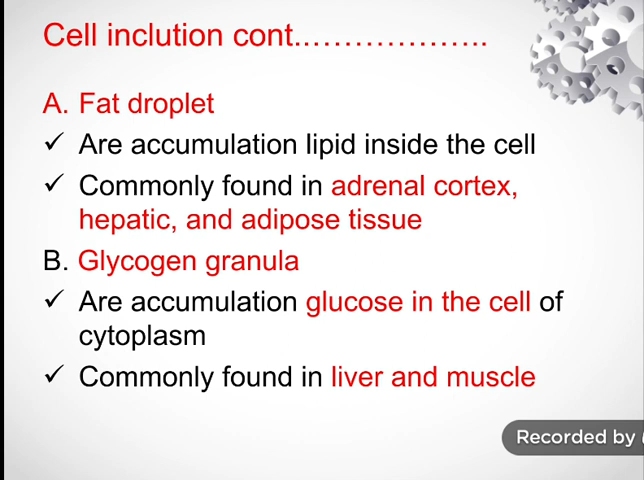 Cell inclution cont...................
A. Fat droplet
✓ Are accumulation lipid inside the cell
✓ Commonly found in adrenal cortex,
hepatic, and adipose tissue
B. Glycogen granula
✓ Are accumulation glucose in the cell of
cytoplasm
✓ Commonly found in liver and muscle
Recorded by